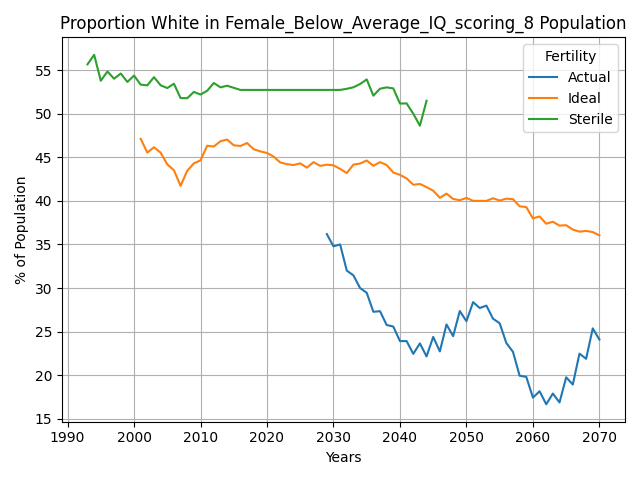 Proportion White in Female_Below_Average_IQ_scoring_8 Population
Fertility
Actual
Ideal
Sterile
% of Population
55
50
45
40
35
30
25
20
15
1990 2000 2010 2020 2030 2040 2050 2060 2070
Years